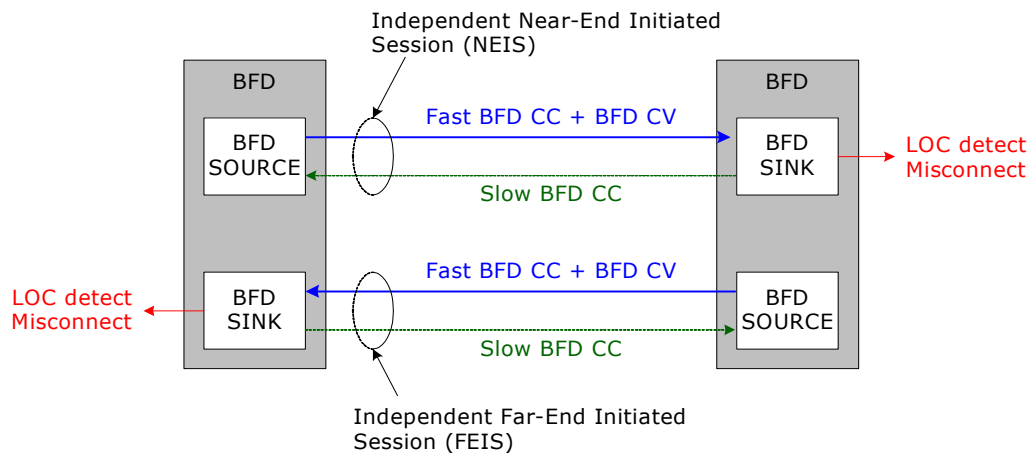 Independent Near-End Initiated
Session (NEIS)
BFD
BFD
BFD
SOURCE
Fast BFD CC + BFD CV
BFD
SINK
LOC detect
Misconnect
Slow BFD CC
LOC detect
Misconnect
BFD
SINK
Fast BFD CC + BFD CV
BFD
SOURCE
Slow BFD CC
Independent Far-End Initiated
Session (FEIS)